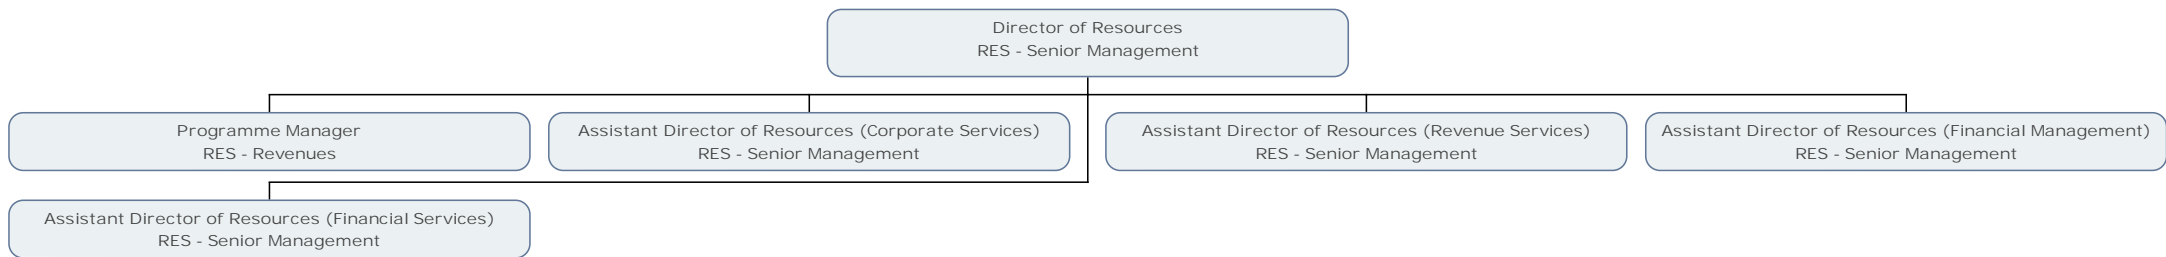 Director of Resources
RES - Senior Management
Programme Manager
RES - Revenues
Assistant Director of Resources (Corporate Services)
RES - Senior Management
Assistant Director of Resources (Revenue Services)
RES - Senior Management
Assistant Director of Resources (Financial Management)
RES - Senior Management
Assistant Director of Resources (Financial Services)
RES - Senior Management